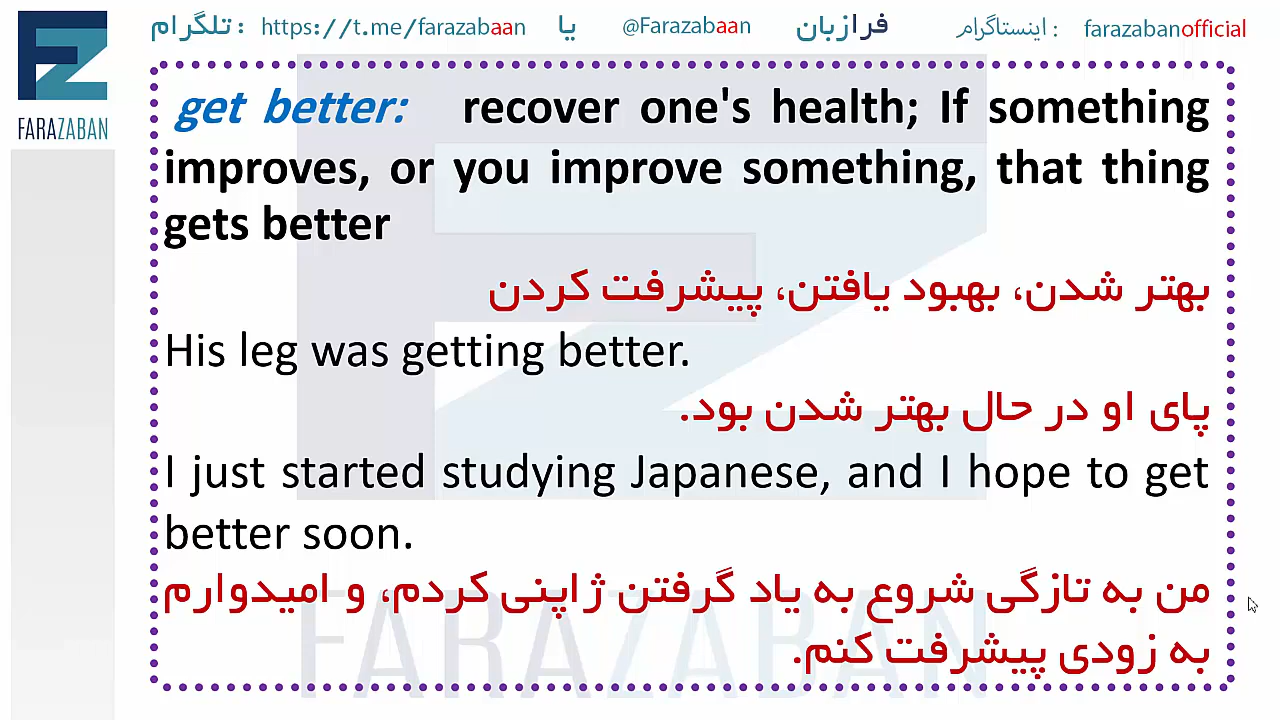 تلگرام : https://t.me/farazabaan یا @Farazabaan فرازبان اینستاگرام : farazabanofficial
FARAZABAN
get better: recover one's health; If something
improves, or you improve something, that thing
gets better
بهتر شدن، بهبود یافتن، پیشرفت کردن
His leg was getting better.
پای او در حال بهتر شدن بود.
I just started studying Japanese, and I hope to get
better soon.
من به تازگی شروع به یاد گرفتن ژاپنی کردم، و امیدوارم
به زودی پیشرفت کنم.
FARAZABAN